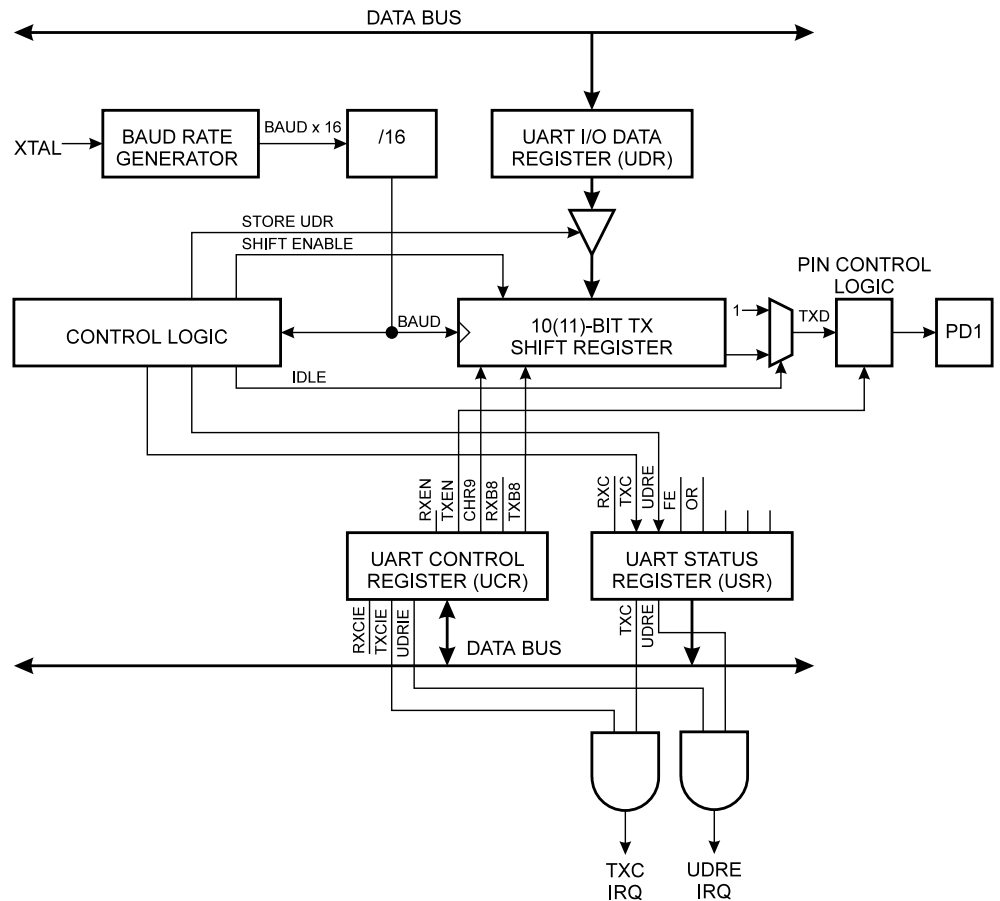 DATA BUS
XTAL
BAUD RATE
GENERATOR
BAUD x 16
/16
UART I/O DATA
REGISTER (UDR)
STORE UDR
SHIFT ENABLE
PIN CONTROL
LOGIC
CONTROL LOGIC
BAUD
10(11)-BIT TX
SHIFT REGISTER
1
TXD
PD1
IDLE
RXEN
TXEN
CHR9
RXB8
TXB8
RXC
TXC
UDRE
FE
OR
UART CONTROL
REGISTER (UCR)
UART STATUS
REGISTER (USR)
RXCIE
TXCIE
UDRIE
TXC
UDRE
DATA BUS
TXC
IRQ
UDRE
IRQ